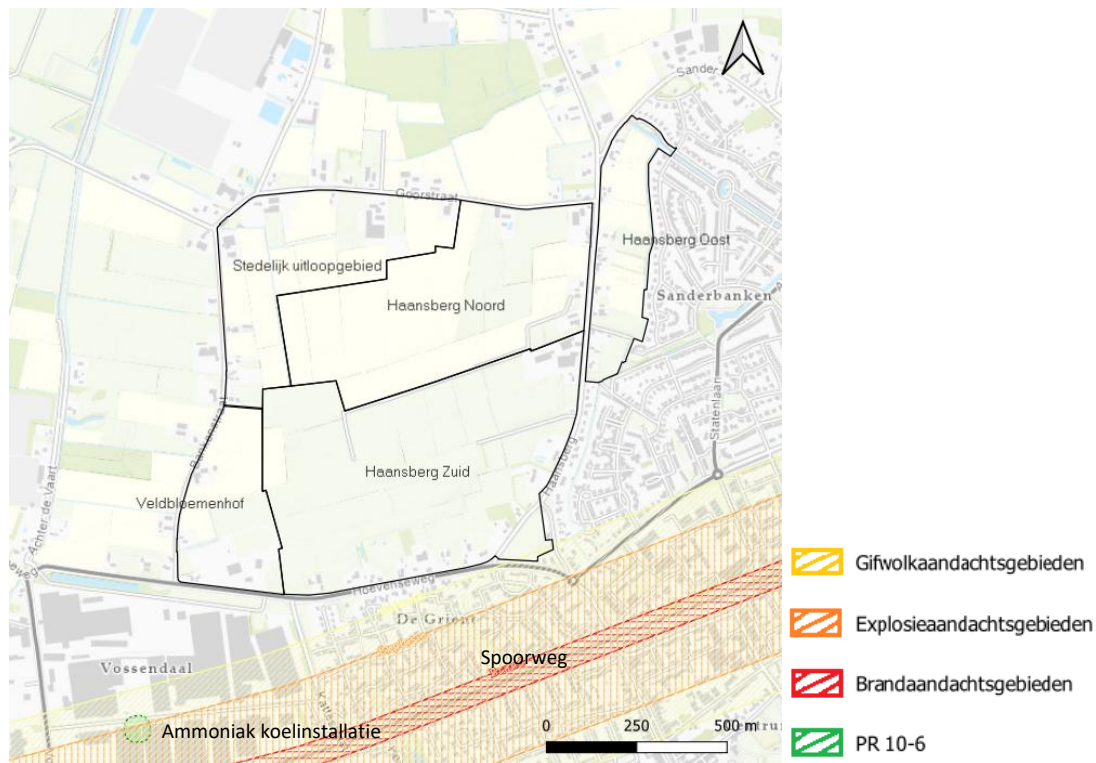 Sander
Goorstraat
Haansberg Oost
Stedelijk uitloopgebied
Sanderbanken
Haansberg Noord
Statenlaan
Bankenstraat
Haansberg
Haansberg Zuid
Veldbloemenhof
Achter de Vaart
Hoevenseweg
De Grient
Vossendaal
Spoorweg
Ammoniak koelinstallatie
0 250 500 m
Gifwolkaandachtsgebieden
Explosieaandachtsgebieden
Brandaandachtsgebieden
PR 10-6